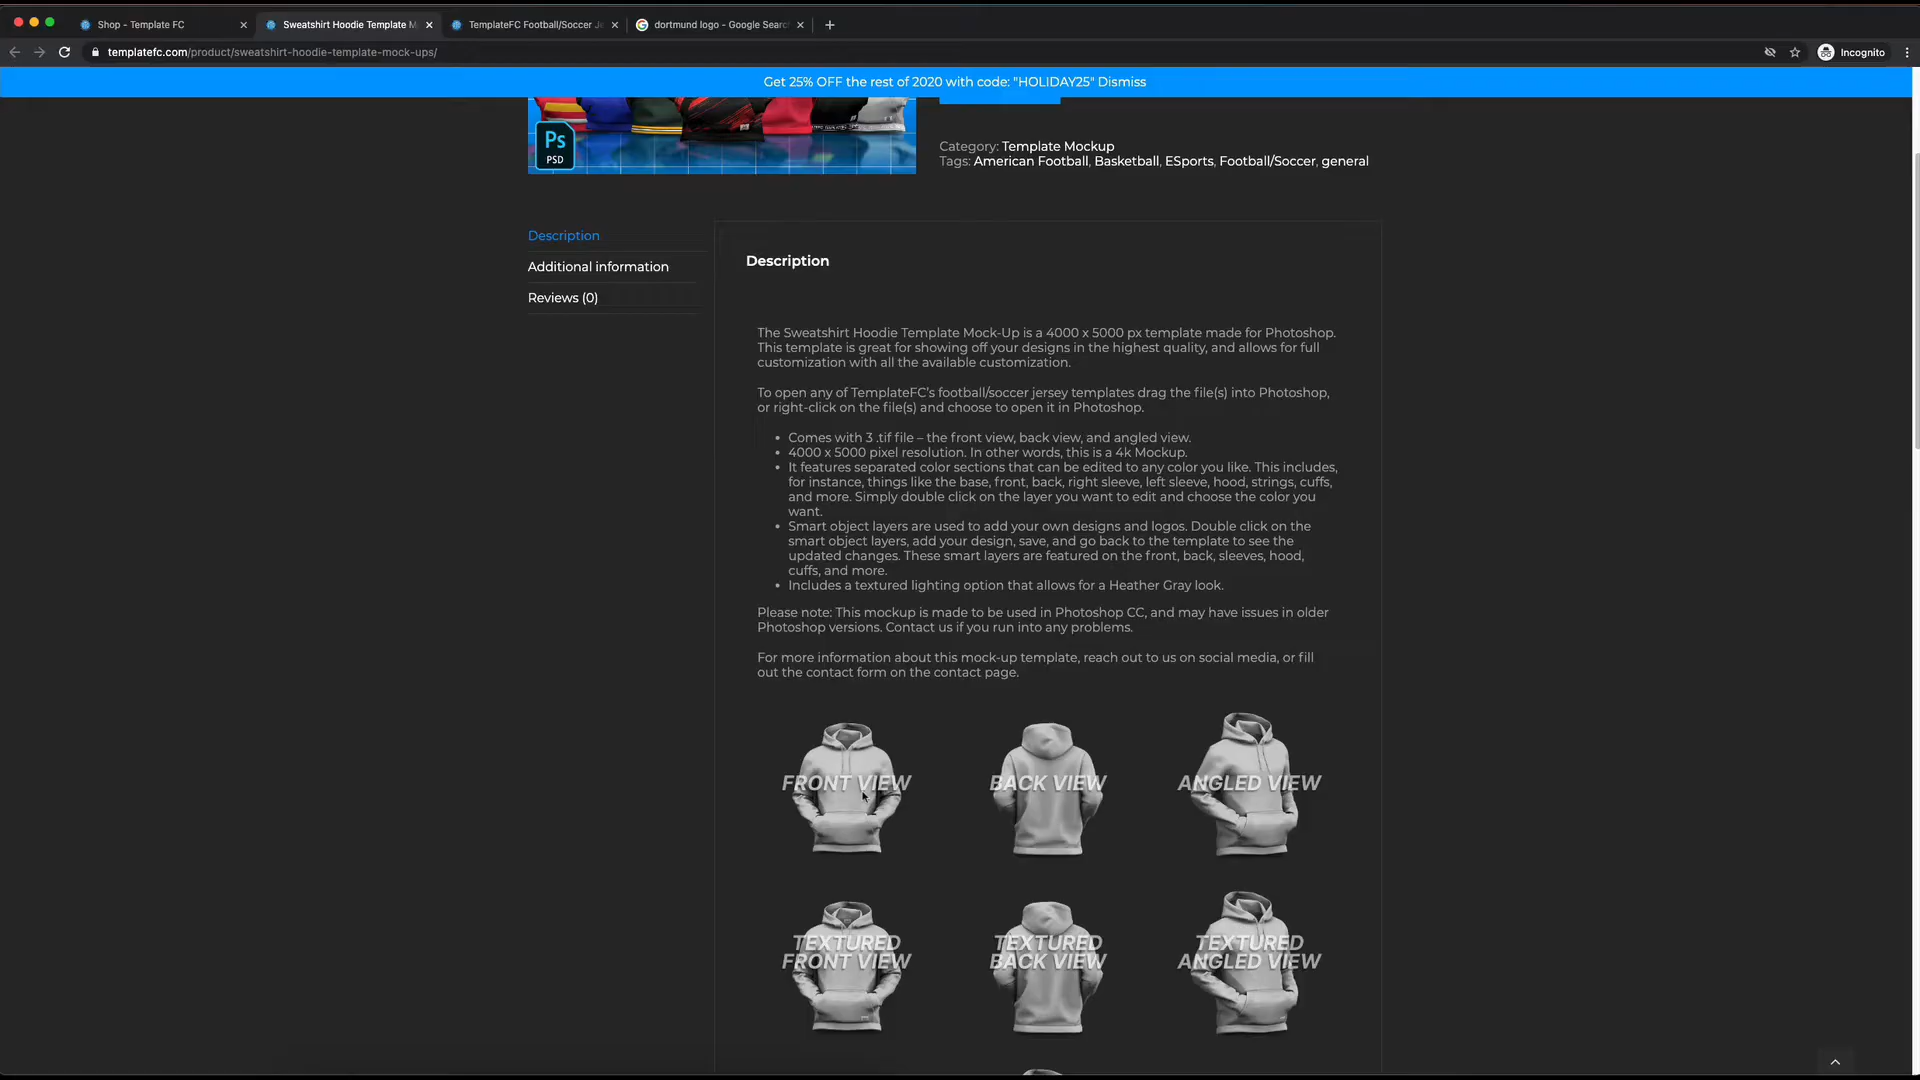 Shop - Template FC
Sweatshirt Hoodie Template M
TemplateFC Football/Soccer Je
dortmund logo - Google Search
templatefc.com/product/sweatshirt-hoodie-template-mock-ups/
Incognito
Get 25% OFF the rest of 2020 with code: "HOLIDAY25" Dismiss
Ps
PSD
Category: Template Mockup
Tags: American Football, Basketball, ESports, Football/Soccer, general
Description
Additional information
Reviews (0)
Description
The Sweatshirt Hoodie Template Mock-Up is a 4000 x 5000 px template made for Photoshop.
This template is great for showing off your designs in the highest quality, and allows for full
customization with all the available customization.
To open any of TemplateFC's football/soccer jersey templates drag the file(s) into Photoshop,
or right-click on the file(s) and choose to open it in Photoshop.
• Comes with 3 .tif file – the front view, back view, and angled view.
• 4000 x 5000 pixel resolution. In other words, this is a 4k Mockup.
• It features separated color sections that can be edited to any color you like. This includes,
for instance, things like the base, front, back, right sleeve, left sleeve, hood, strings, cuffs,
and more. Simply double click on the layer you want to edit and choose the color you
want.
• Smart object layers are used to add your own designs and logos. Double click on the
smart object layers, add your design, save, and go back to the template to see the
updated changes. These smart layers are featured on the front, back, sleeves, hood,
cuffs, and more.
• Includes a textured lighting option that allows for a Heather Gray look.
Please note: This mockup is made to be used in Photoshop CC, and may have issues in older
Photoshop versions. Contact us if you run into any problems.
For more information about this mock-up template, reach out to us on social media, or fill
out the contact form on the contact page.
FRONT VIEW
BACK VIEW
ANGLED VIEW
TEXTURED
FRONT VIEW
TEXTURED
BACK VIEW
TEXTURED
ANGLED VIEW